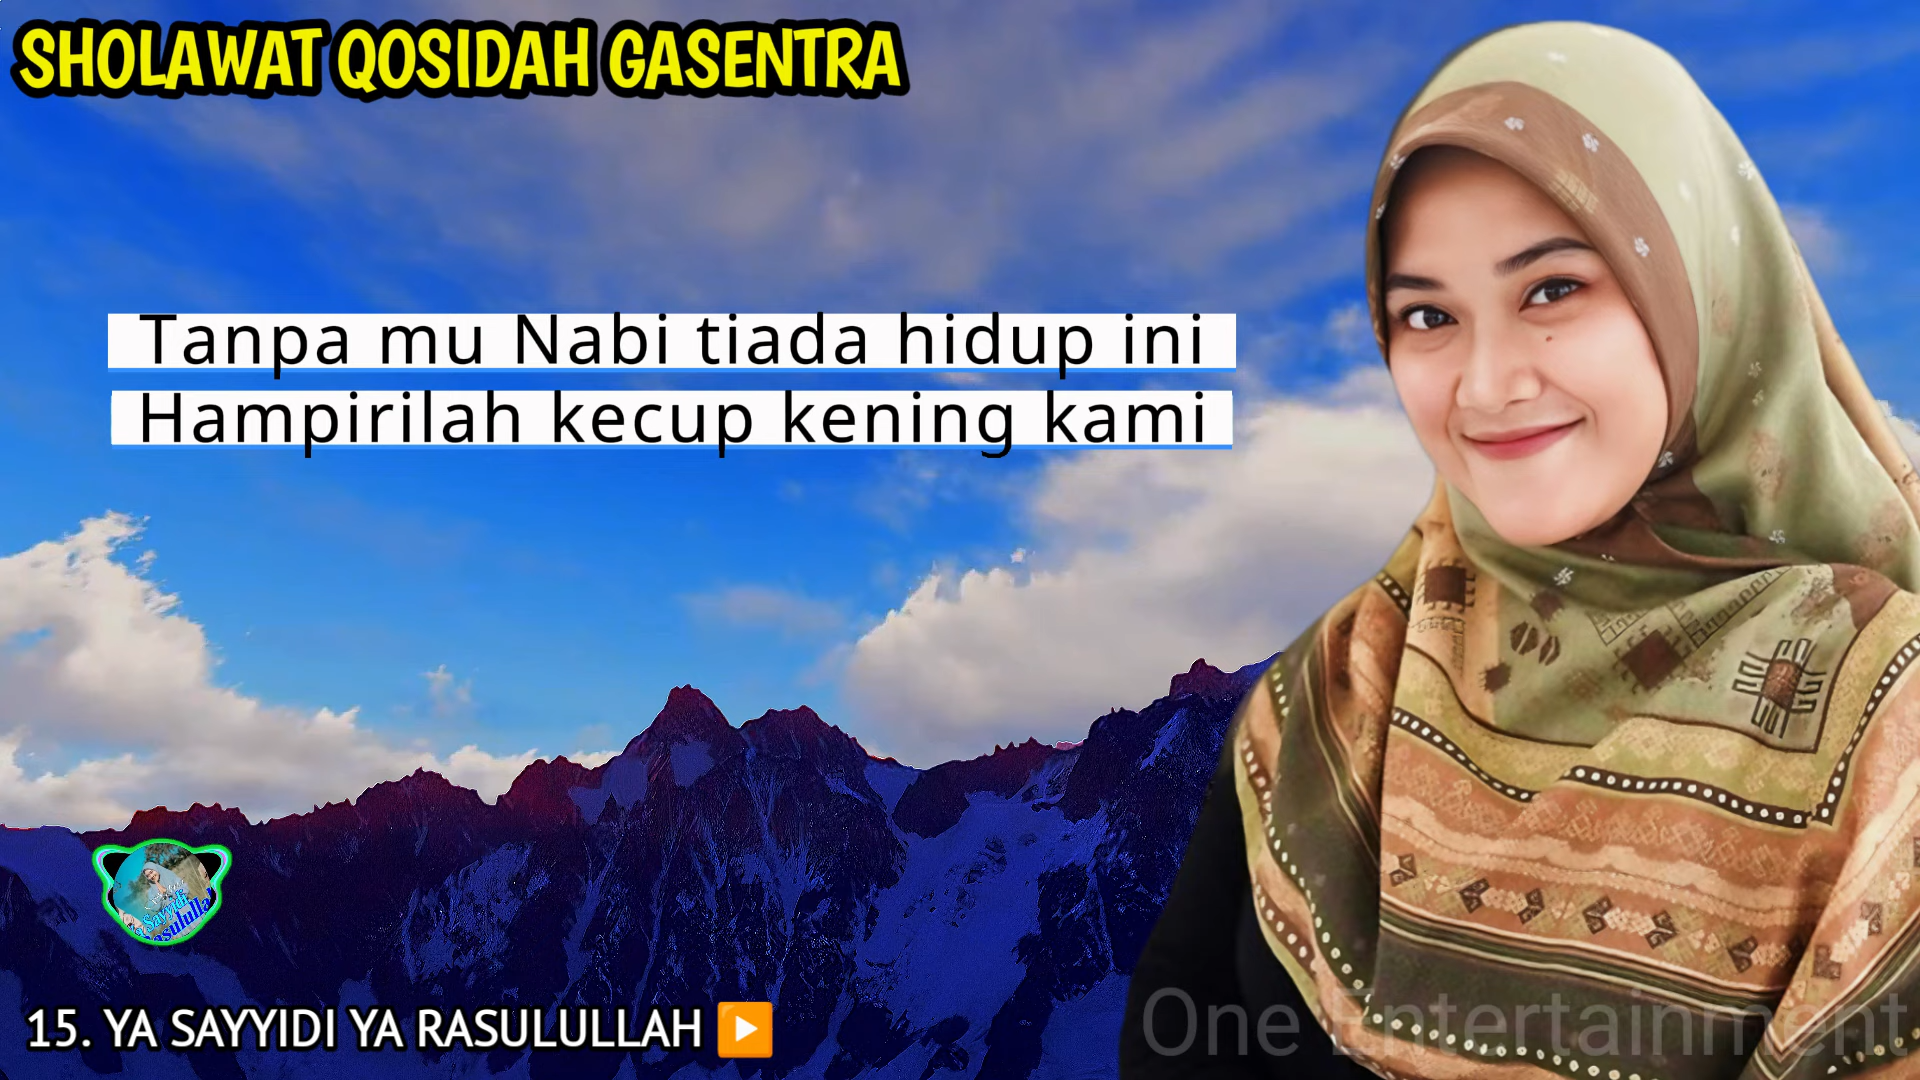 SHOLAWAT QOSIDAH GASENTRA
Tanpa mu Nabi tiada hidup ini
Hampirilah kecup kening kami
Sayyidi
15. YA SAYYIDI YA RASULULLAH
One Entertainment